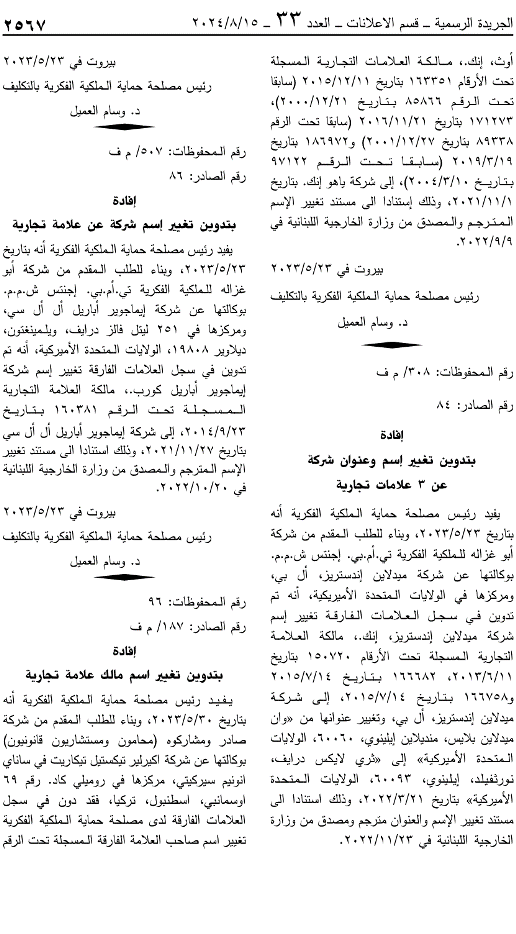 الجريدة الرسمية ــ قسم الاعلانات ــ العدد ٣٣ ــ ٢٠٢٤/٨/١٥
٢٥٦٧
أوث، إنك.، مـالـكـة العـلامـات التجـاريـة المـسجلـة
تحت الأرقام ١٦٣٣٥١ بتاريخ ٢٠١٥/١٢/١١ (سابقا
تحت الرقم ٨٥٨٦٦ بتاريخ ٢٠٠٠/١٢/٢١)،
١٧١٢٧٣ بتاريخ ٢٠١٦/١١/٢١ (سابقا تحت الرقم
٨٩٣٣٨ بتاريخ ٢٠٠١/١٢/٢٧) و١٨٦٩٧٢ بتاريخ
٢٠١٩/٣/١٩ (سابقا تحت الرقم ٩٧١٢٢
بتاريخ ٢٠٠٤/٣/١٠)، إلى شركة ياهو إنك. بتاريخ
٢٠٢١/١١/١، وذلك إستنادا الى مستند تغيير الإسم
المترجم والمصدق من وزارة الخارجية اللبنانية في
٢٠٢٢/٩/٩.
بيروت في ٢٠٢٣/٥/٢٣
رئيس مصلحة حماية الملكية الفكرية بالتكليف
د. وسام العميل
رقم المحفوظات: ٣٠٨/ م ف
رقم الصادر: ٨٤
إفادة
بتدوين تغيير إسم وعنوان شركة
عن ٣ علامات تجارية
يفيد رئيس مصلحة حماية الملكية الفكرية أنه
بتاريخ ٢٠٢٣/٥/٢٣، وبناء للطلب المقدم من شركة
أبو غزاله للملكية الفكرية تي.أم.بي. إجنتس ش.م.م.
بوكالتها عن شركة ميدلاين إندستريز، أل بي،
ومركزها في الولايات المتحدة الأميريكية، أنه تم
تدوين في سجل العلامات الفارقة تغيير إسم
شركة ميدلاين إندستريز، إنك.، مالكة العلامة
التجارية المسجلة تحت الأرقام ١٥٠٧٢٠ بتاريخ
٢٠١٣/٦/١١، ١٦٦٦٨٢ بتاريخ ٢٠١٥/٧/١٤
و١٦٦٧٥٨ بتاريخ ٢٠١٥/٧/١٤، إلى شركة
ميدلاين إندستريز، أل بي، وتغيير عنوانها من «وان
ميدلاين بلايس، منديلاين إيلينوي، ٦٠٠٦٠، الولايات
المتحدة الأميركية» إلى «ثري لايكس درايف،
نورثفيلد، إيلينوي، ٦٠٠٩٣، الولايات المتحدة
الأميركية» بتاريخ ٢٠٢٢/٣/٢١، وذلك استنادا الى
مستند تغيير الإسم والعنوان مترجم ومصدق من وزارة
الخارجية اللبنانية في ٢٠٢٢/١١/٢٣.
بيروت في ٢٠٢٣/٥/٢٣
رئيس مصلحة حماية الملكية الفكرية بالتكليف
د. وسام العميل
رقم المحفوظات: ٥٠٧/ م ف
رقم الصادر: ٨٦
إفادة
بتدوين تغيير إسم شركة عن علامة تجارية
يفيد رئيس مصلحة حماية الملكية الفكرية أنه بتاريخ
٢٠٢٣/٥/٢٣، وبناء للطلب المقدم من شركة أبو
غزاله للملكية الفكرية تي.أم.بي. إجنتس ش.م.م.
بوكالتها عن شركة إيماجوير أباريل أل أل سي،
ومركزها في ٢٥١ ليتل فالز درايف، ويلمينغتون،
ديلاوير ١٩٨٠٨، الولايات المتحدة الأميركية، أنه تم
تدوين في سجل العلامات الفارقة تغيير إسم شركة
إيماجوير أباريل كورب.، مالكة العلامة التجارية
المسجلة تحت الرقم ١٦٠٣٨١ بتاريخ
٢٠١٤/٩/٢٣، إلى شركة إيماجوير أباريل أل أل سي
بتاريخ ٢٠٢١/١١/٢٧، وذلك استنادا الى مستند تغيير
الإسم المترجم والمصدق من وزارة الخارجية اللبنانية
في ٢٠٢٢/١٠/٢٠.
بيروت في ٢٠٢٣/٥/٢٣
رئيس مصلحة حماية الملكية الفكرية بالتكليف
د. وسام العميل
رقم المحفوظات: ٩٦
رقم الصادر: ١٨٧/ م ف
إفادة
بتدوين تغيير اسم مالك علامة تجارية
يفيد رئيس مصلحة حماية الملكية الفكرية أنه
بتاريخ ٢٠٢٣/٥/٣٠، وبناء للطلب المقدم من شركة
صادر ومشاركوه (محامون ومستشاريون قانونيون)
بوكالتها عن شركة اكيرلير تيكستيل تيكاريت في ساناي
انونيم سيركيتي، مركزها في روميلي كاد. رقم ٦٩
اوسمانبي، اسطنبول، تركيا، فقد دون في سجل
العلامات الفارقة لدى مصلحة حماية الملكية الفكرية
تغيير اسم صاحب العلامة الفارقة المسجلة تحت الرقم